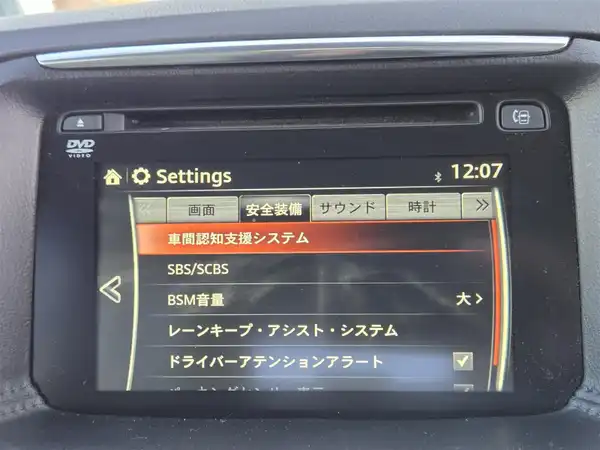 DVD
VIDEO
Settings 12:07
画面 安全装備 サウンド 時計
車間認知支援システム
SBS/SCBS
BSM音量 大
レーンキープ・アシスト・システム
ドライバーアテンションアラート